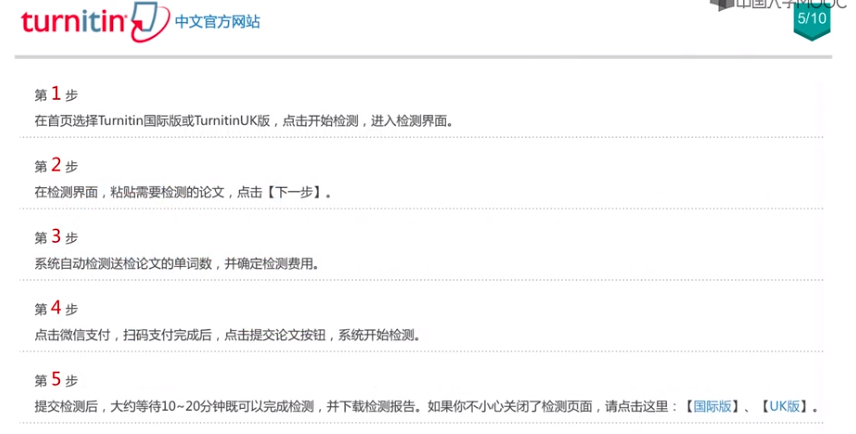 turnitin 中文官方网站
中国大学MOOC
5/10
第 1 步
在首页选择Turnitin国际版或TurnitinUK版，点击开始检测，进入检测界面。
第 2 步
在检测界面，粘贴需要检测的论文，点击【下一步】。
第 3 步
系统自动检测送检论文的单词数，并确定检测费用。
第 4 步
点击微信支付，扫码支付完成后，点击提交论文按钮，系统开始检测。
第 5 步
提交检测后，大约等待10~20分钟既可以完成检测，并下载检测报告。如果你不小心关闭了检测页面，请点击这里：【国际版】、【UK版】。